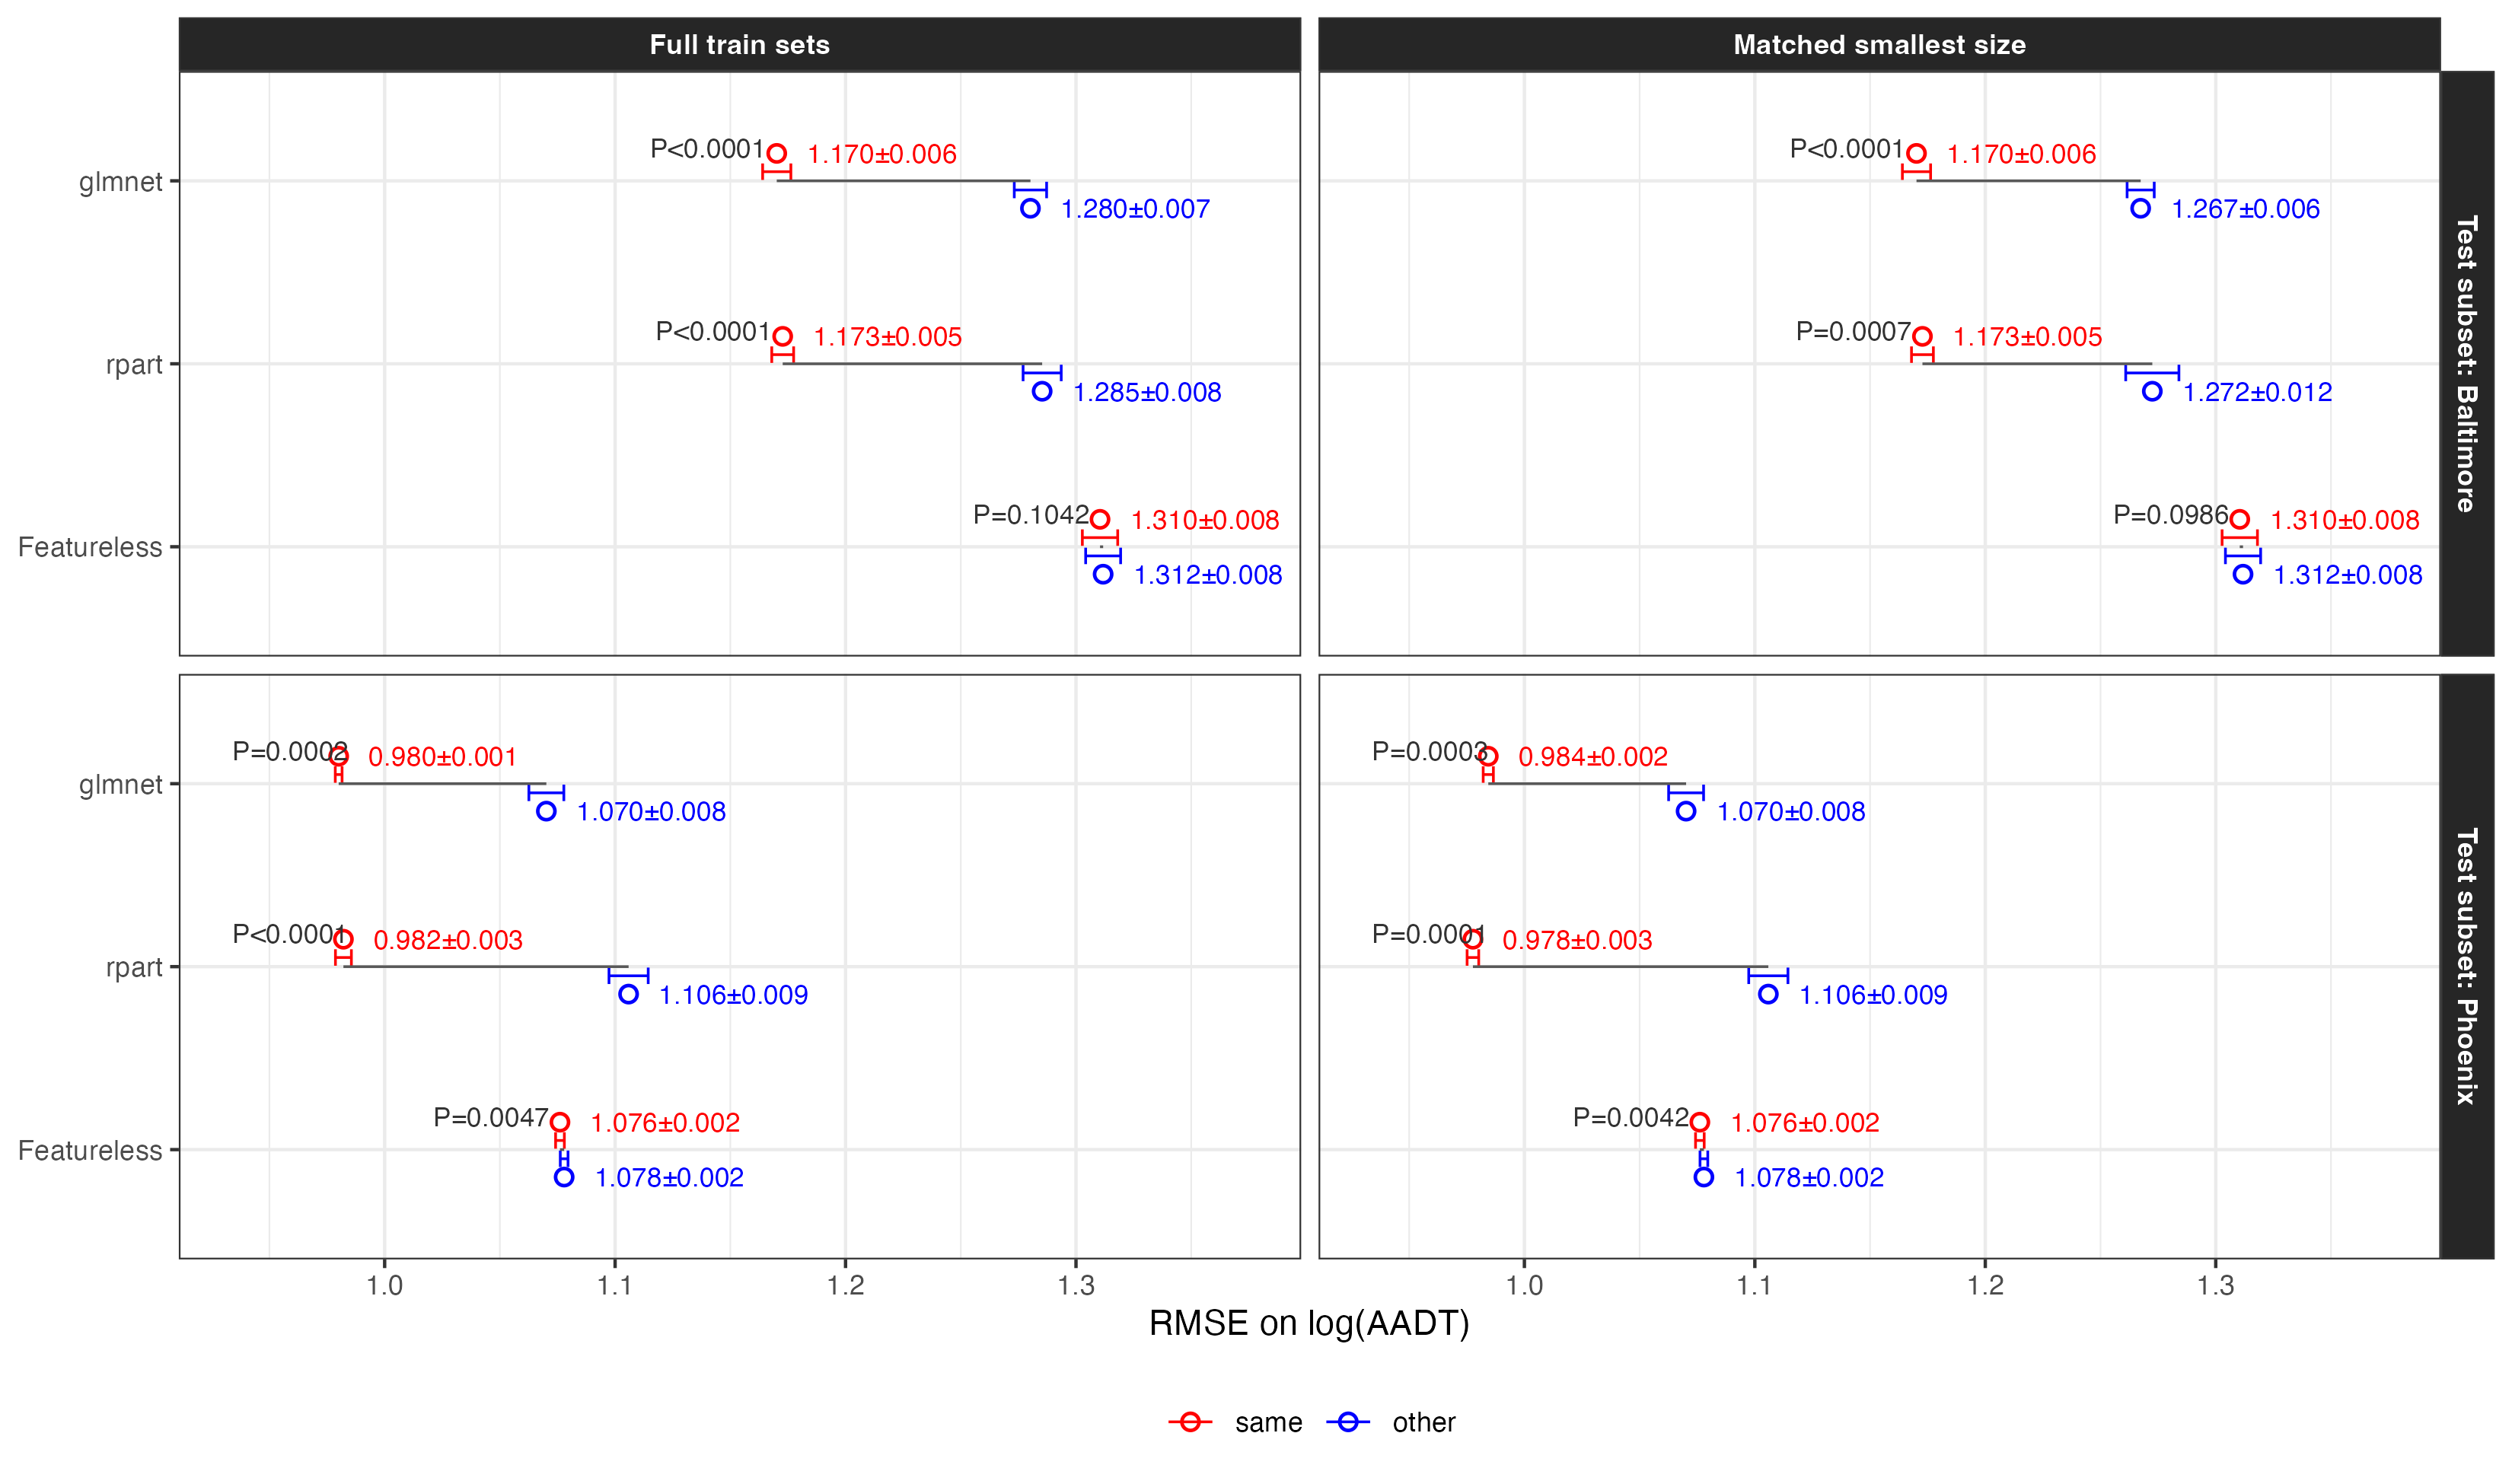 Full train sets
Matched smallest size
Test subset: Baltimore
glmnet
P<0.0001
1.170±0.006
1.280±0.007
P<0.0001
1.170±0.006
1.267±0.006
rpart
P<0.0001
1.173±0.005
1.285±0.008
P=0.0007
1.173±0.005
1.272±0.012
Featureless
P=0.1042
1.310±0.008
1.312±0.008
P=0.0986
1.310±0.008
1.312±0.008
Test subset: Phoenix
glmnet
P=0.0002
0.980±0.001
1.070±0.008
P=0.0003
0.984±0.002
1.070±0.008
rpart
P<0.0001
0.982±0.003
1.106±0.009
P=0.0001
0.978±0.003
1.106±0.009
Featureless
P=0.0047
1.076±0.002
1.078±0.002
P=0.0042
1.076±0.002
1.078±0.002
1.0 1.1 1.2 1.3
1.0 1.1 1.2 1.3
RMSE on log(AADT)
same other